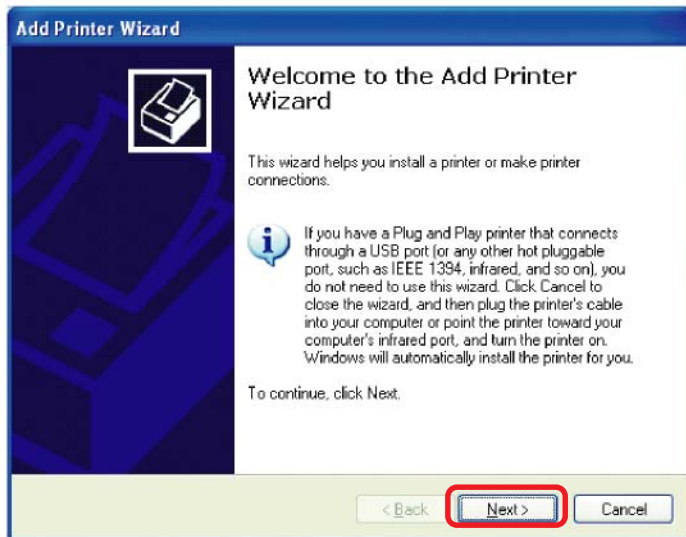 Add Printer Wizard
Welcome to the Add Printer
Wizard
This wizard helps you install a printer or make printer
connections.
If you have a Plug and Play printer that connects
through a USB port (or any other hot pluggable
port, such as IEEE 1394, infrared, and so on), you
do not need to use this wizard. Click Cancel to
close the wizard, and then plug the printer's cable
into your computer or point the printer toward your
computer's infrared port, and turn the printer on.
Windows will automatically install the printer for you.
To continue, click Next.
< Back Next > Cancel